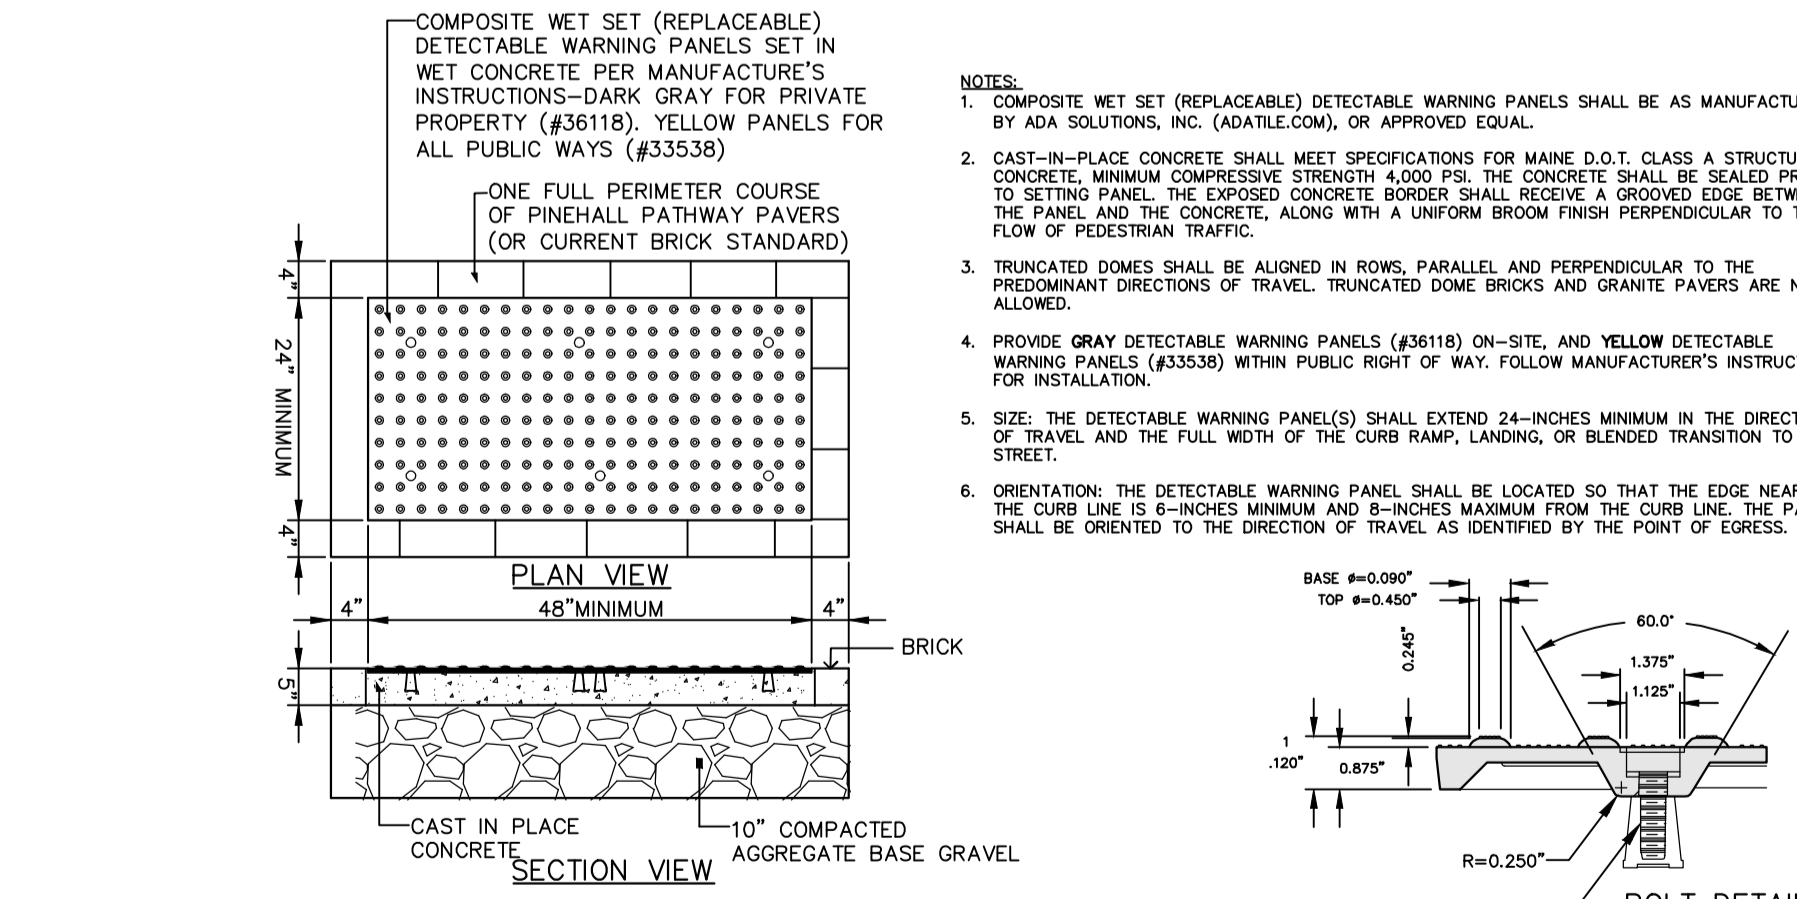 COMPOSITE WET SET (REPLACEABLE)
DETECTABLE WARNING PANELS SET IN
WET CONCRETE PER MANUFACTURE'S
INSTRUCTIONS–DARK GRAY FOR PRIVATE
PROPERTY (#36118). YELLOW PANELS FOR
ALL PUBLIC WAYS (#33538)
ONE FULL PERIMETER COURSE
OF PINEHALL PATHWAY PAVERS
(OR CURRENT BRICK STANDARD)
4"
24" MINIMUM
4"
PLAN VIEW
4"
48"MINIMUM
4"
BRICK
5"
CAST IN PLACE
CONCRETE
10" COMPACTED
AGGREGATE BASE GRAVEL
SECTION VIEW
NOTES:
1. COMPOSITE WET SET (REPLACEABLE) DETECTABLE WARNING PANELS SHALL BE AS MANUFACTU
BY ADA SOLUTIONS, INC. (ADATILE.COM), OR APPROVED EQUAL.
2. CAST–IN–PLACE CONCRETE SHALL MEET SPECIFICATIONS FOR MAINE D.O.T. CLASS A STRUCTU
CONCRETE, MINIMUM COMPRESSIVE STRENGTH 4,000 PSI. THE CONCRETE SHALL BE SEALED PR
TO SETTING PANEL. THE EXPOSED CONCRETE BORDER SHALL RECEIVE A GROOVED EDGE BETW
THE PANEL AND THE CONCRETE, ALONG WITH A UNIFORM BROOM FINISH PERPENDICULAR TO T
FLOW OF PEDESTRIAN TRAFFIC.
3. TRUNCATED DOMES SHALL BE ALIGNED IN ROWS, PARALLEL AND PERPENDICULAR TO THE
PREDOMINANT DIRECTIONS OF TRAVEL. TRUNCATED DOME BRICKS AND GRANITE PAVERS ARE N
ALLOWED.
4. PROVIDE GRAY DETECTABLE WARNING PANELS (#36118) ON–SITE, AND YELLOW DETECTABLE
WARNING PANELS (#33538) WITHIN PUBLIC RIGHT OF WAY. FOLLOW MANUFACTURER'S INSTRUC
FOR INSTALLATION.
5. SIZE: THE DETECTABLE WARNING PANEL(S) SHALL EXTEND 24–INCHES MINIMUM IN THE DIRECT
OF TRAVEL AND THE FULL WIDTH OF THE CURB RAMP, LANDING, OR BLENDED TRANSITION TO
STREET.
6. ORIENTATION: THE DETECTABLE WARNING PANEL SHALL BE LOCATED SO THAT THE EDGE NEAR
THE CURB LINE IS 6–INCHES MINIMUM AND 8–INCHES MAXIMUM FROM THE CURB LINE. THE PA
SHALL BE ORIENTED TO THE DIRECTION OF TRAVEL AS IDENTIFIED BY THE POINT OF EGRESS.
BASE ø=0.090"
TOP ø=0.450"
0.245"
60.0°
1.375"
1.125"
1
.120"
0.875"
R=0.250"
BOLT DETAI